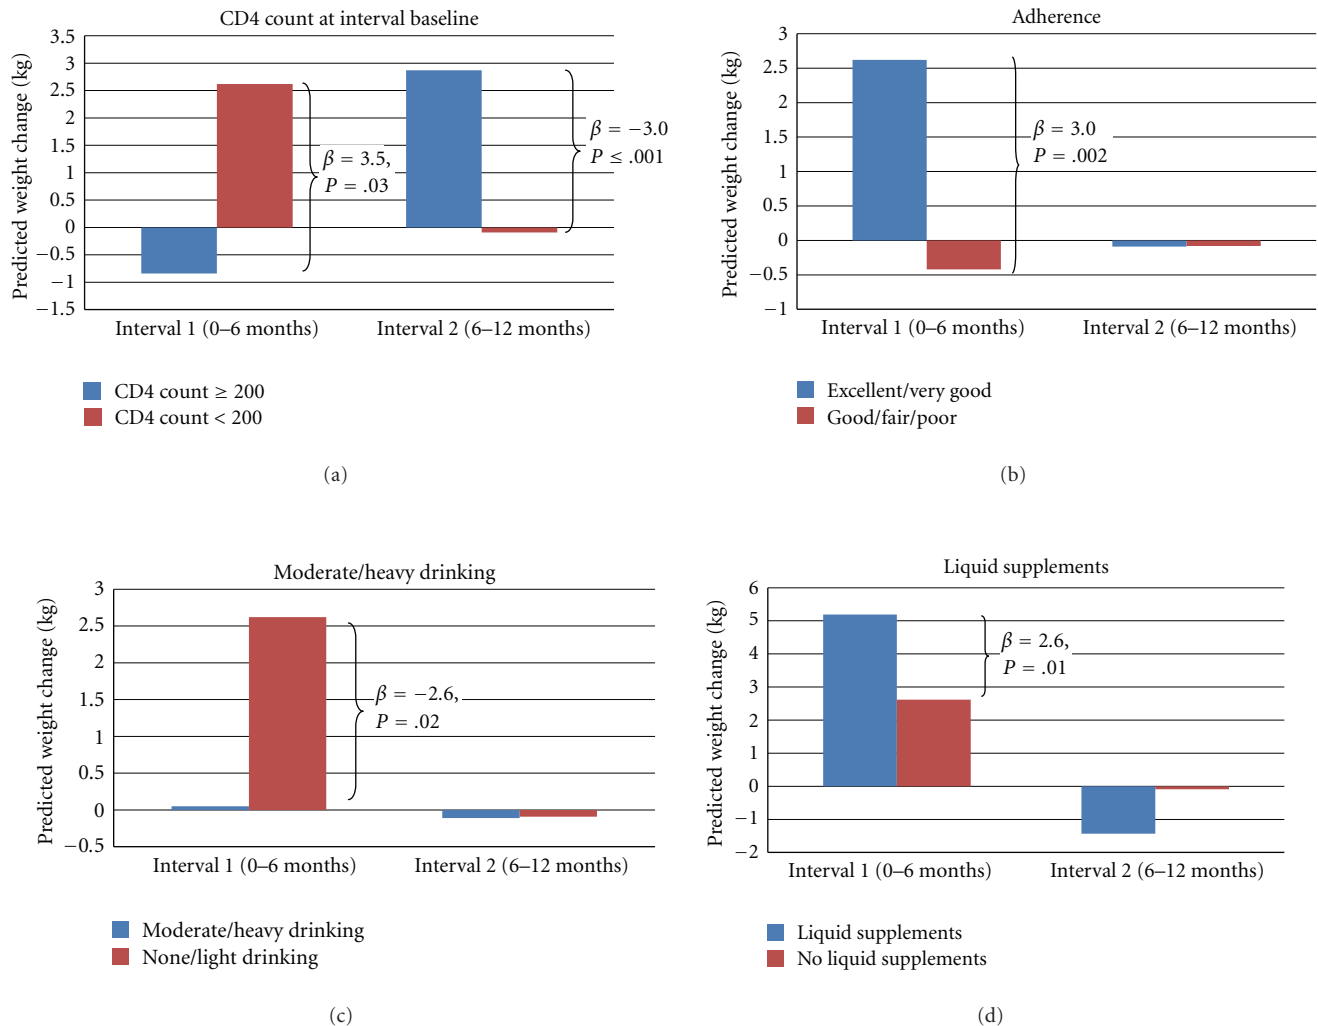 CD4 count at interval baseline
Predicted weight change (kg)
3.5
3
2.5
2
1.5
1
0.5
0
−0.5
−1
−1.5
β = 3.5,
P = .03
β = −3.0
P ≤ .001
Interval 1 (0–6 months)
Interval 2 (6–12 months)
CD4 count ≥ 200
CD4 count < 200
(a)
Adherence
Predicted weight change (kg)
3
2.5
2
1.5
1
0.5
0
−0.5
−1
β = 3.0
P = .002
Interval 1 (0–6 months)
Interval 2 (6–12 months)
Excellent/very good
Good/fair/poor
(b)
Moderate/heavy drinking
Predicted weight change (kg)
3
2.5
2
1.5
1
0.5
0
−0.5
β = −2.6,
P = .02
Interval 1 (0–6 months)
Interval 2 (6–12 months)
Moderate/heavy drinking
None/light drinking
(c)
Liquid supplements
Predicted weight change (kg)
6
5
4
3
2
1
0
−1
−2
β = 2.6,
P = .01
Interval 1 (0–6 months)
Interval 2 (6–12 months)
Liquid supplements
No liquid supplements
(d)